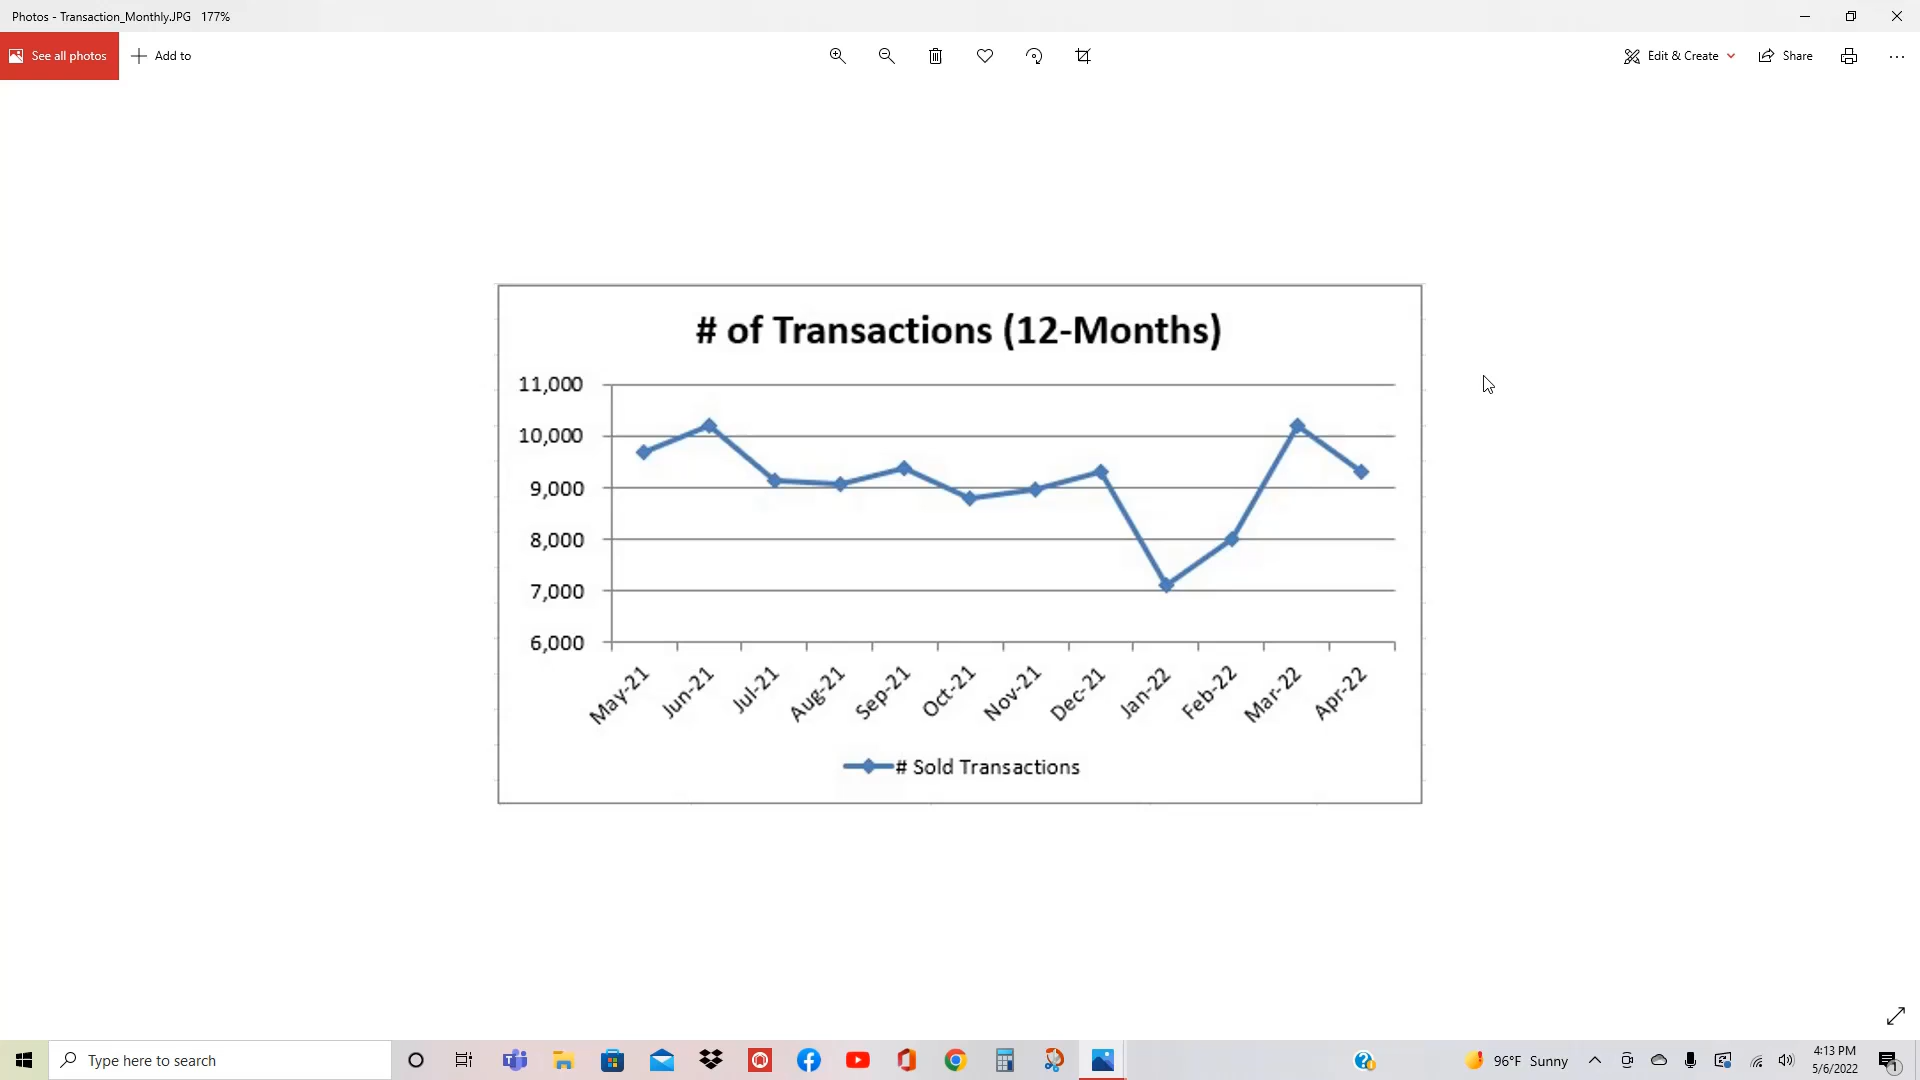 Photos - Transaction_Monthly.JPG 177%
See all photos
Add to
Edit & Create
Share
# of Transactions (12-Months)
11,000
10,000
9,000
8,000
7,000
6,000
May-21 Jun-21 Jul-21 Aug-21 Sep-21 Oct-21 Nov-21 Dec-21 Jan-22 Feb-22 Mar-22 Apr-22
# Sold Transactions
Type here to search
96°F Sunny
4:13 PM
5/6/2022
1